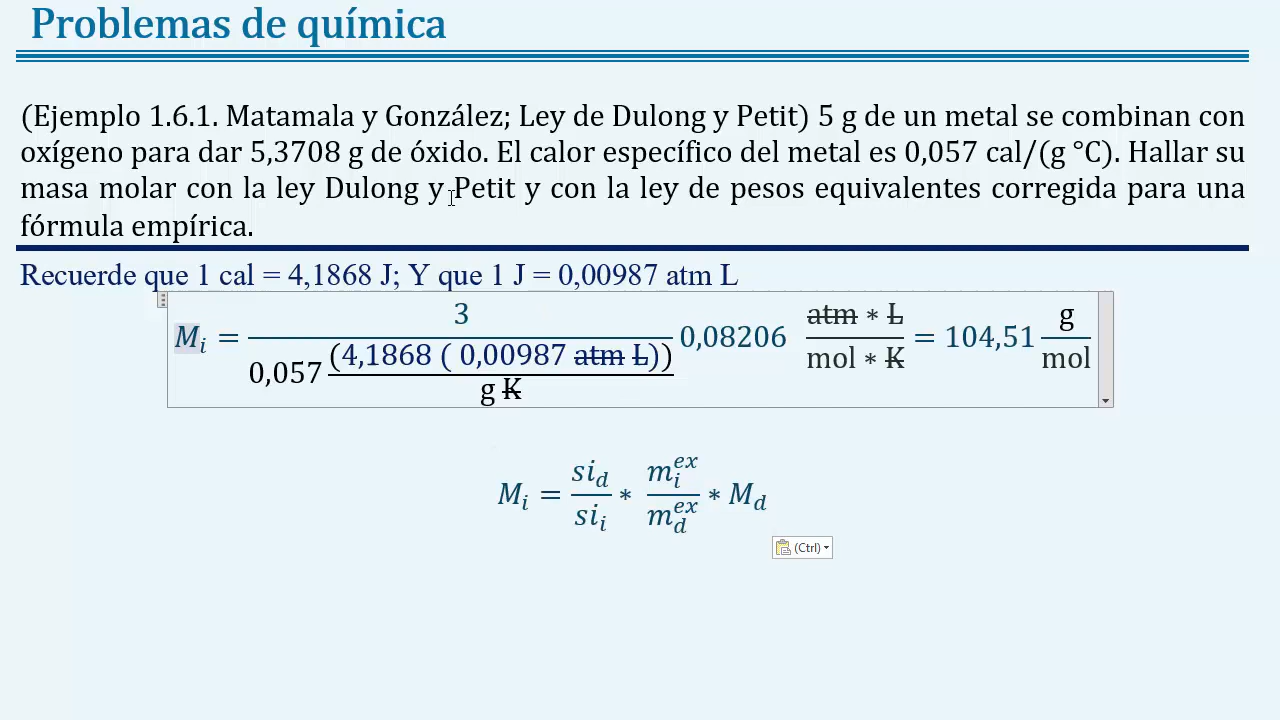 Problemas de química
(Ejemplo 1.6.1. Matamala y González; Ley de Dulong y Petit) 5 g de un metal se combinan con
oxígeno para dar 5,3708 g de óxido. El calor específico del metal es 0,057 cal/(g °C). Hallar su
masa molar con la ley Dulong y Petit y con la ley de pesos equivalentes corregida para una
fórmula empírica.
Recuerde que 1 cal = 4,1868 J; Y que 1 J = 0,00987 atm L
M_i = 3 / (0,057 (4,1868 ( 0,00987 atm L)) / g K) 0,08206 atm ∗ L / mol ∗ K = 104,51 g / mol
M_i = si_d / si_i ∗ m_i^ex / m_d^ex ∗ M_d
(Ctrl)